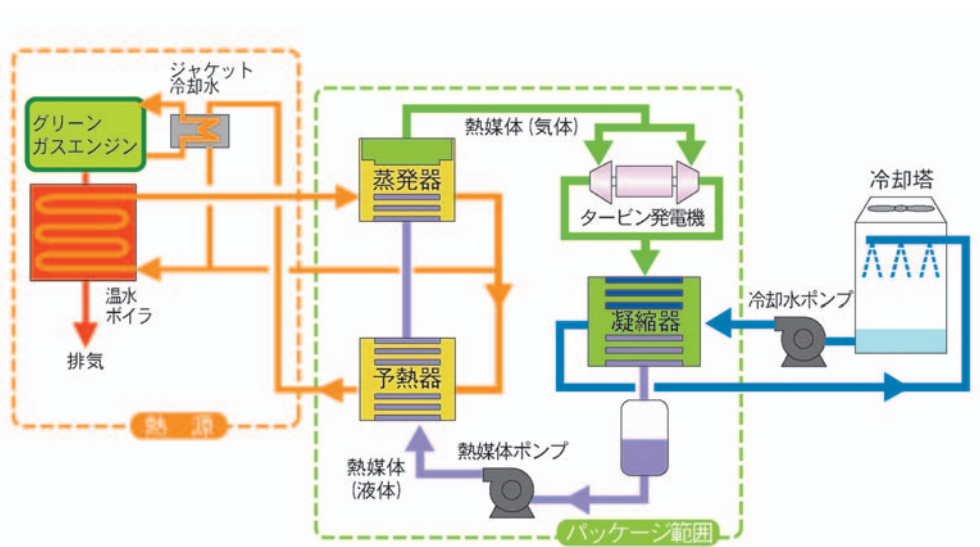 ジャケット
冷却水
グリーン
ガスエンジン
温水
ボイラ
排気
熱 源
熱媒体（気体）
蒸発器
タービン発電機
凝縮器
予熱器
熱媒体
（液体）
熱媒体ポンプ
パッケージ範囲
冷却塔
冷却水ポンプ